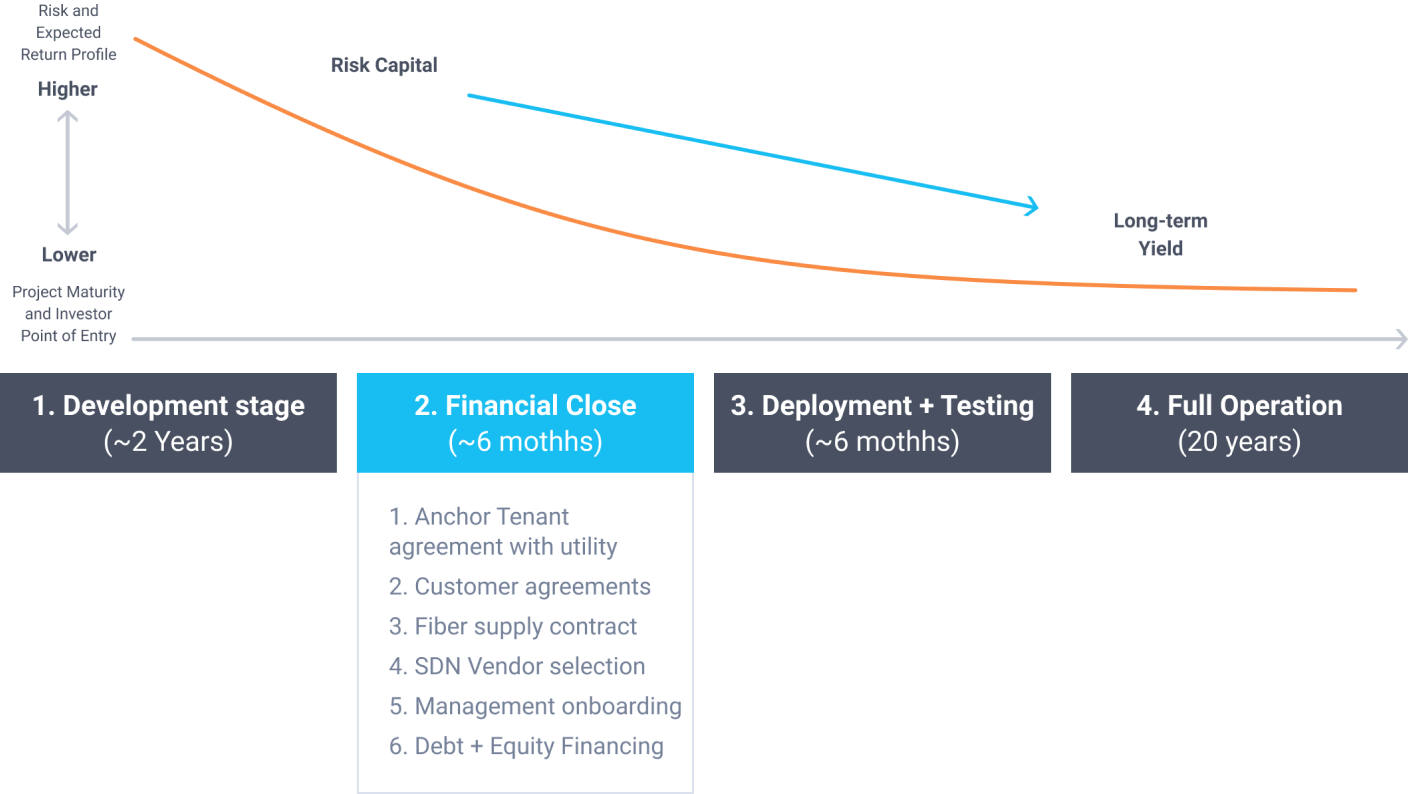 Risk and
Expected
Return Profile
Higher
Lower
Project Maturity
and Investor
Point of Entry
Risk Capital
Long-term
Yield
1. Development stage
(~2 Years)
2. Financial Close
(~6 mothhs)
3. Deployment + Testing
(~6 mothhs)
4. Full Operation
(20 years)
1. Anchor Tenant
agreement with utility
2. Customer agreements
3. Fiber supply contract
4. SDN Vendor selection
5. Management onboarding
6. Debt + Equity Financing